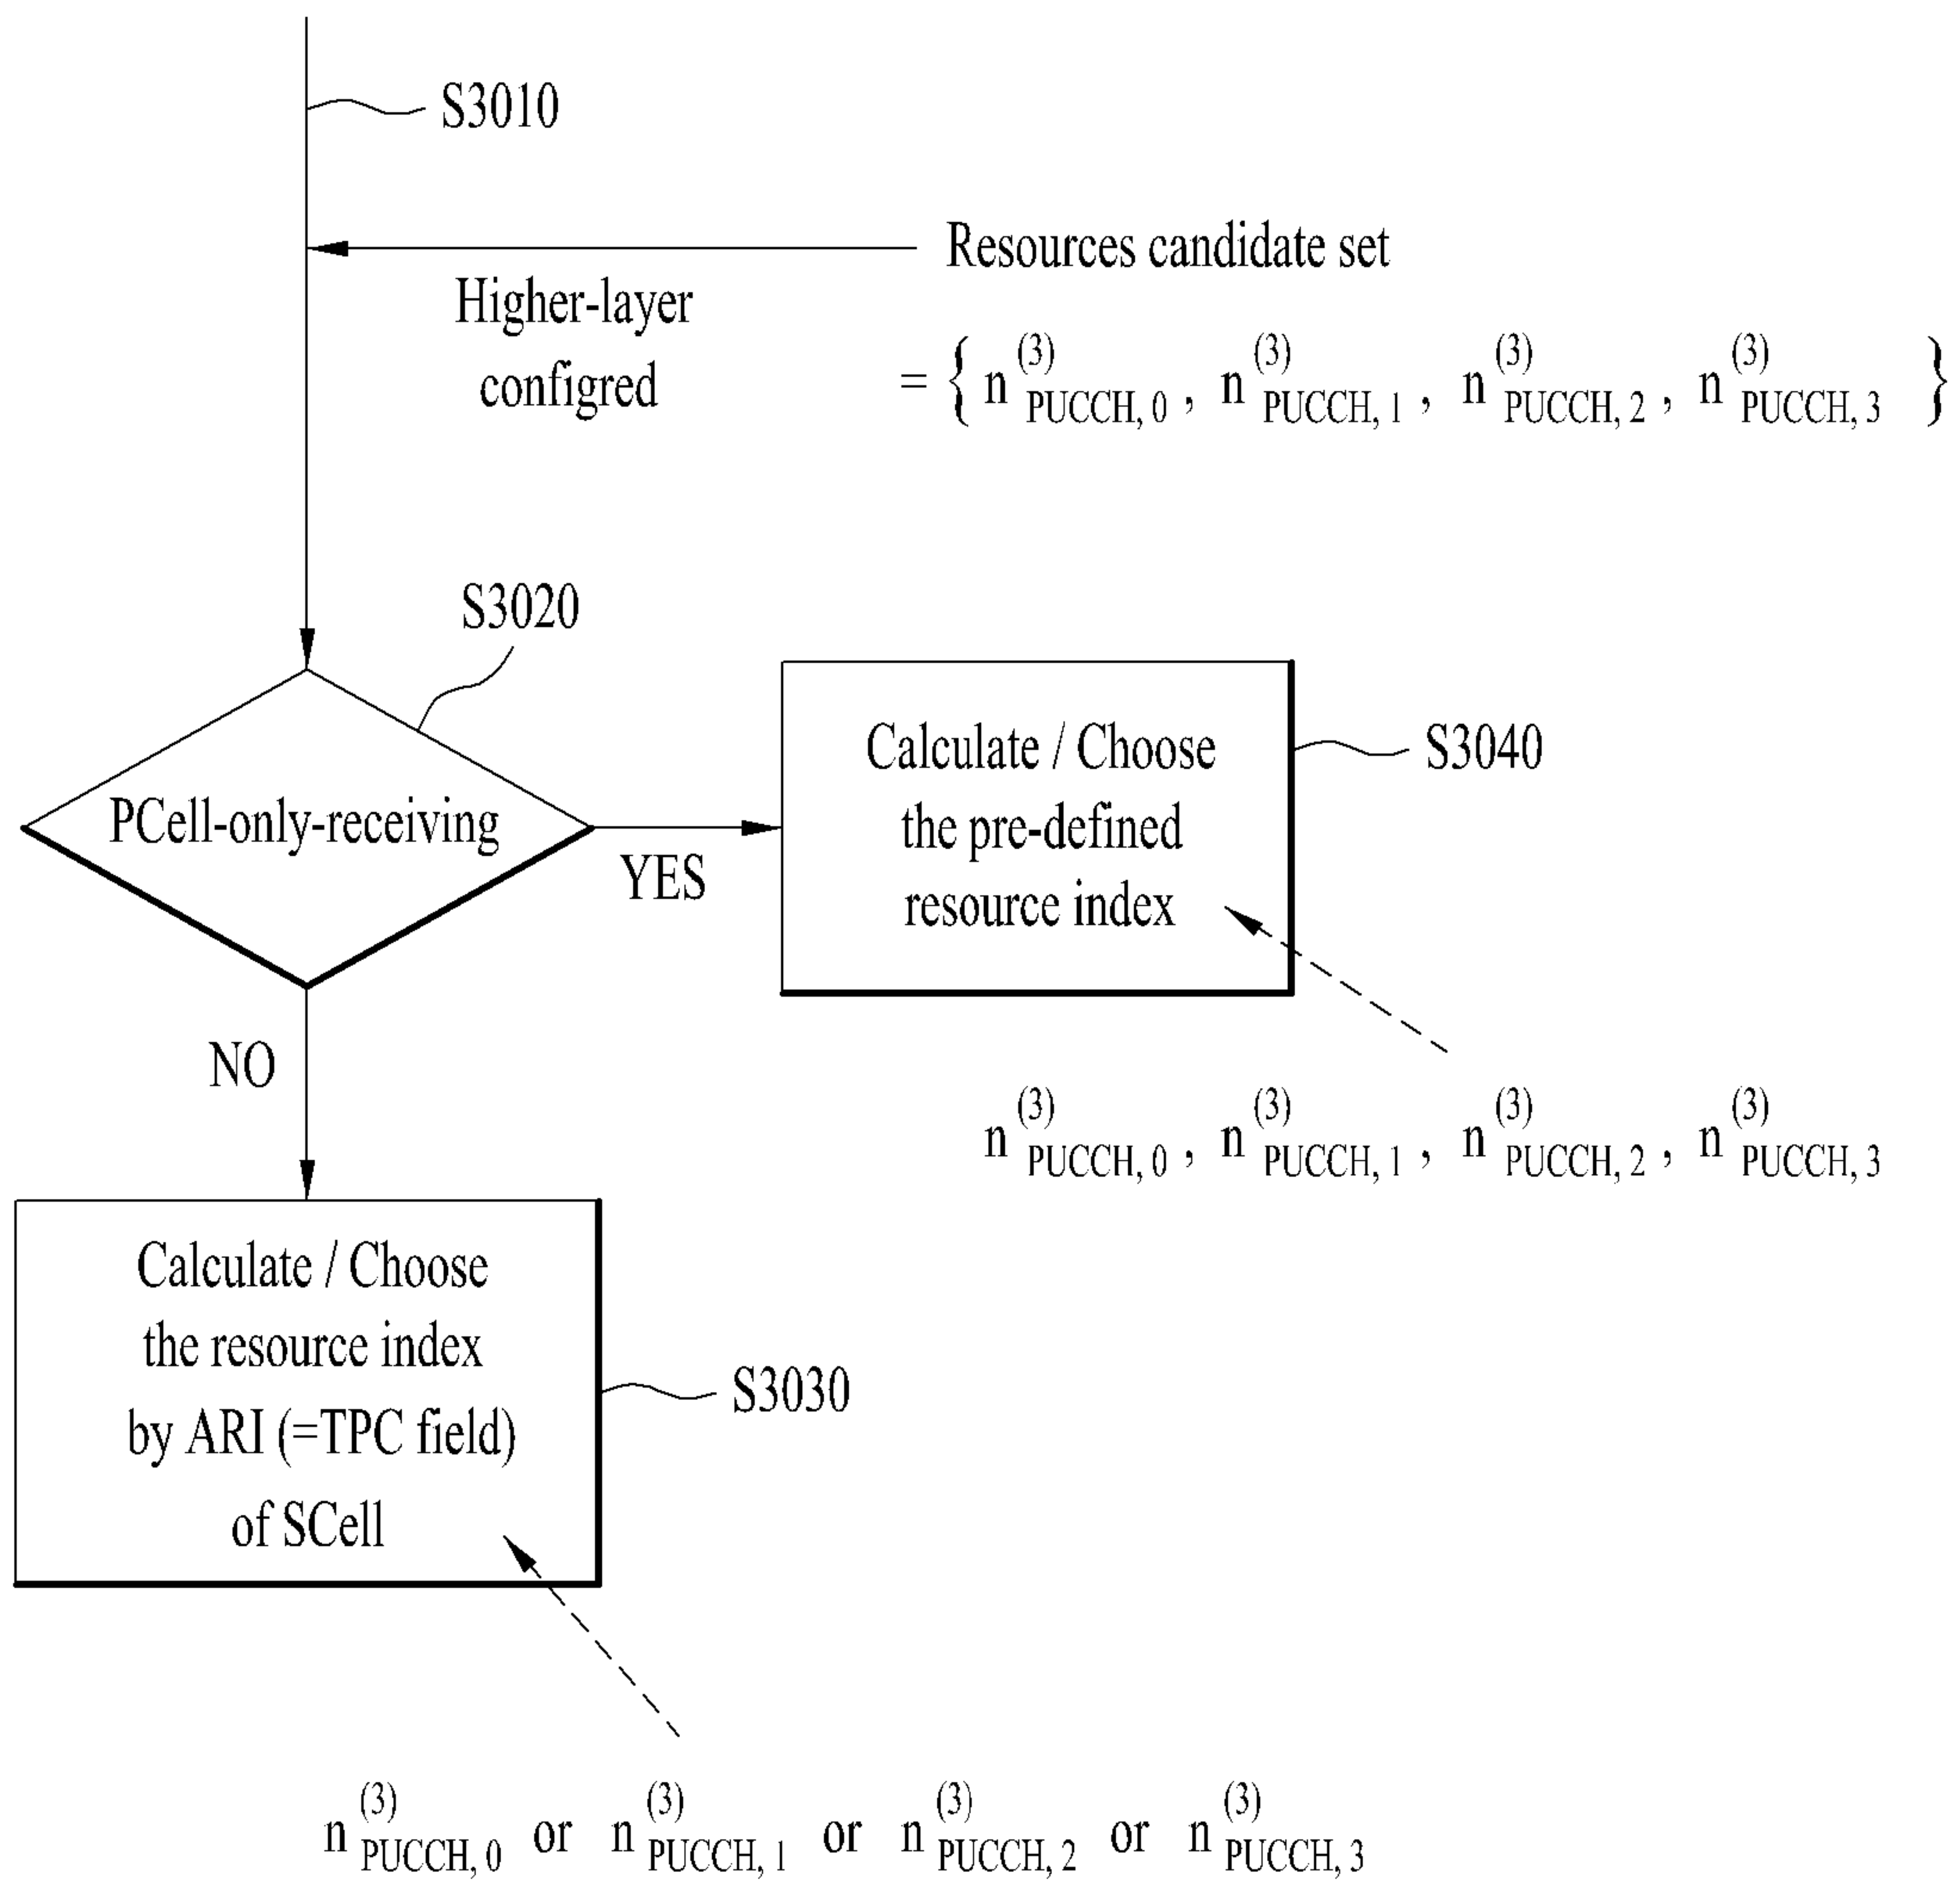 S3010
Resources candidate set
Higher-layer
configred
= { n(3)PUCCH, 0 , n(3)PUCCH, 1 , n(3)PUCCH, 2 , n(3)PUCCH, 3 }
S3020
PCell-only-receiving
YES
Calculate / Choose
the pre-defined
resource index
S3040
n(3)PUCCH, 0 , n(3)PUCCH, 1 , n(3)PUCCH, 2 , n(3)PUCCH, 3
NO
Calculate / Choose
the resource index
by ARI (=TPC field)
of SCell
S3030
n(3)PUCCH, 0 or n(3)PUCCH, 1 or n(3)PUCCH, 2 or n(3)PUCCH, 3